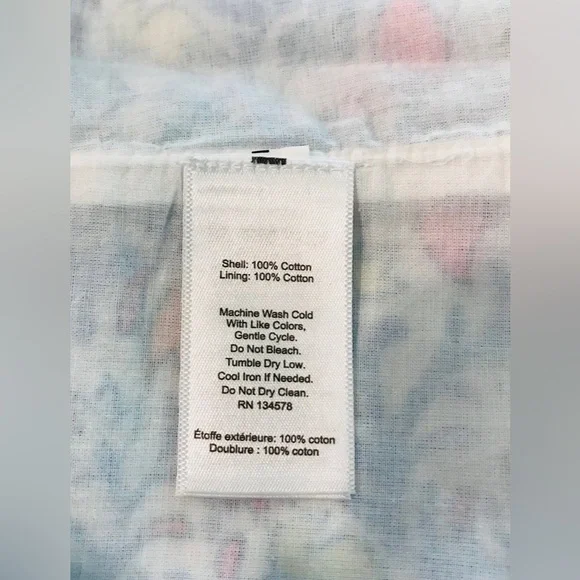 Shell: 100% Cotton
Lining: 100% Cotton
Machine Wash Cold
With Like Colors,
Gentle Cycle.
Do Not Bleach.
Tumble Dry Low.
Cool Iron If Needed.
Do Not Dry Clean.
RN 134578
Étoffe extérieure: 100% coton
Doublure : 100% coton